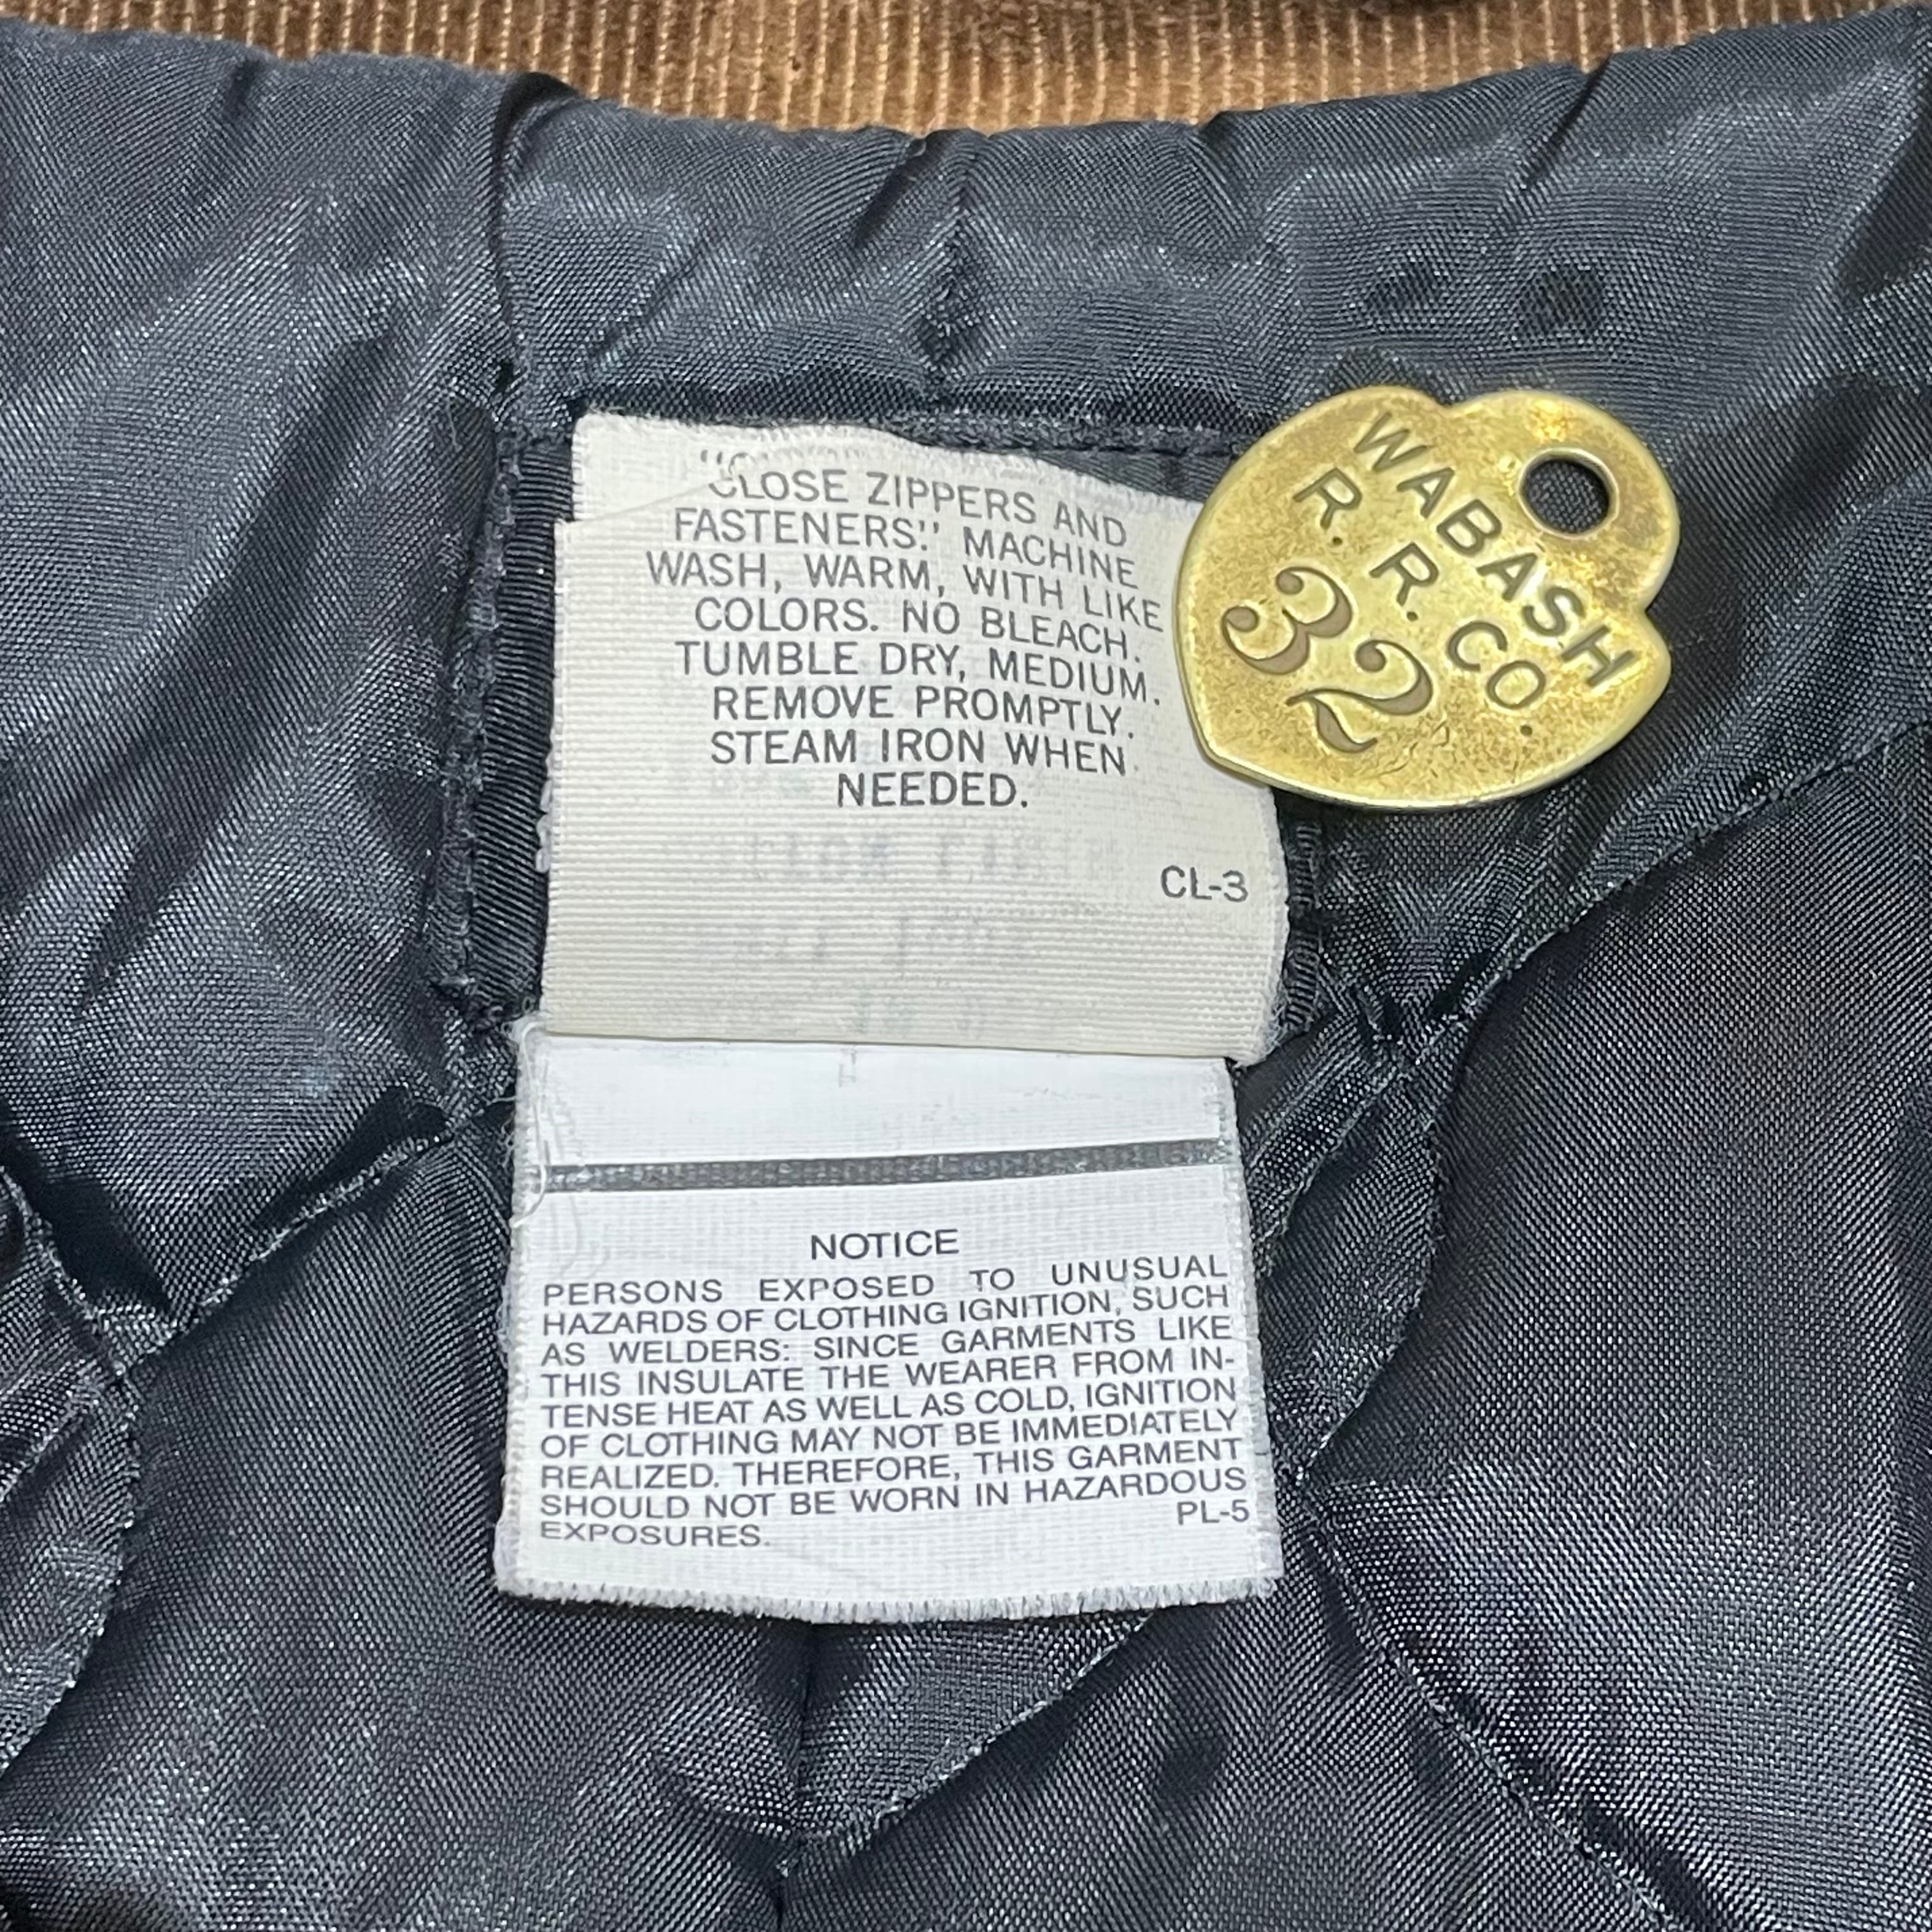 "CLOSE ZIPPERS AND
FASTENERS." MACHINE
WASH, WARM, WITH LIKE
COLORS. NO BLEACH.
TUMBLE DRY, MEDIUM.
REMOVE PROMPTLY.
STEAM IRON WHEN
NEEDED.
CL-3
WABASH
R. R. CO.
32
NOTICE
PERSONS EXPOSED TO UNUSUAL
HAZARDS OF CLOTHING IGNITION, SUCH
AS WELDERS: SINCE GARMENTS LIKE
THIS INSULATE THE WEARER FROM IN-
TENSE HEAT AS WELL AS COLD, IGNITION
OF CLOTHING MAY NOT BE IMMEDIATELY
REALIZED. THEREFORE, THIS GARMENT
SHOULD NOT BE WORN IN HAZARDOUS
EXPOSURES. PL-5